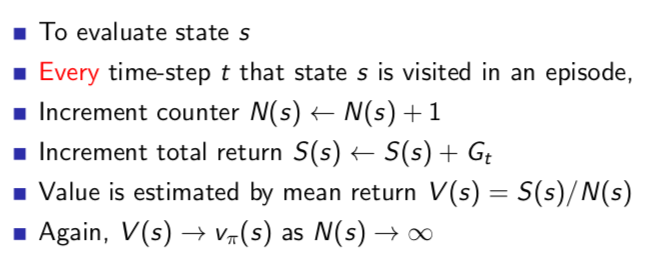 To evaluate state s
Every time-step t that state s is visited in an episode,
Increment counter N(s) ← N(s) + 1
Increment total return S(s) ← S(s) + Gₜ
Value is estimated by mean return V(s) = S(s)/N(s)
Again, V(s) → v_π(s) as N(s) → ∞